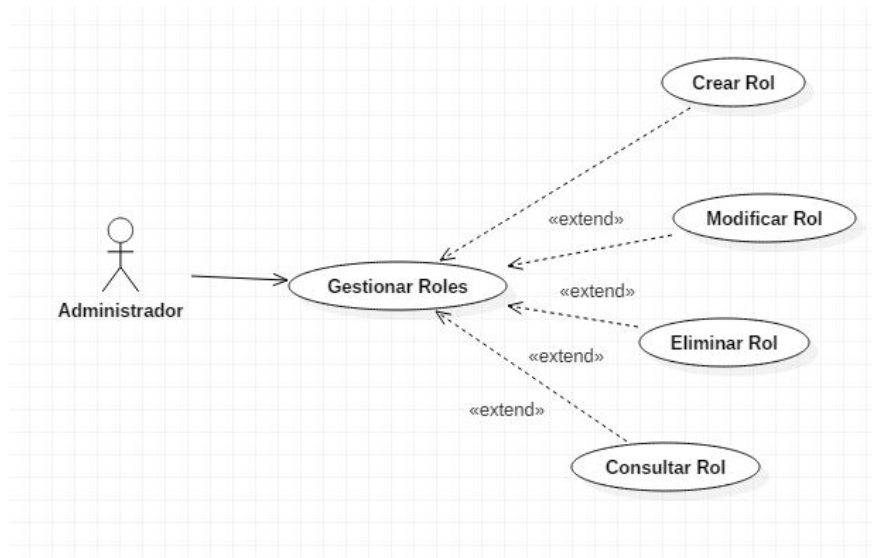 Crear Rol
«extend»
Modificar Rol
Gestionar Roles
«extend»
Administrador
Eliminar Rol
«extend»
«extend»
Consultar Rol